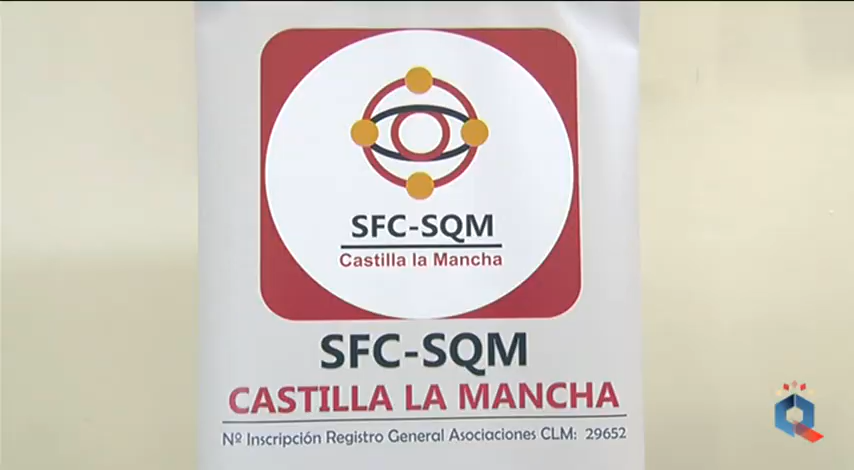 SFC-SQM
Castilla la Mancha
SFC-SQM
CASTILLA LA MANCHA
Nº Inscripción Registro General Asociaciones CLM: 29652